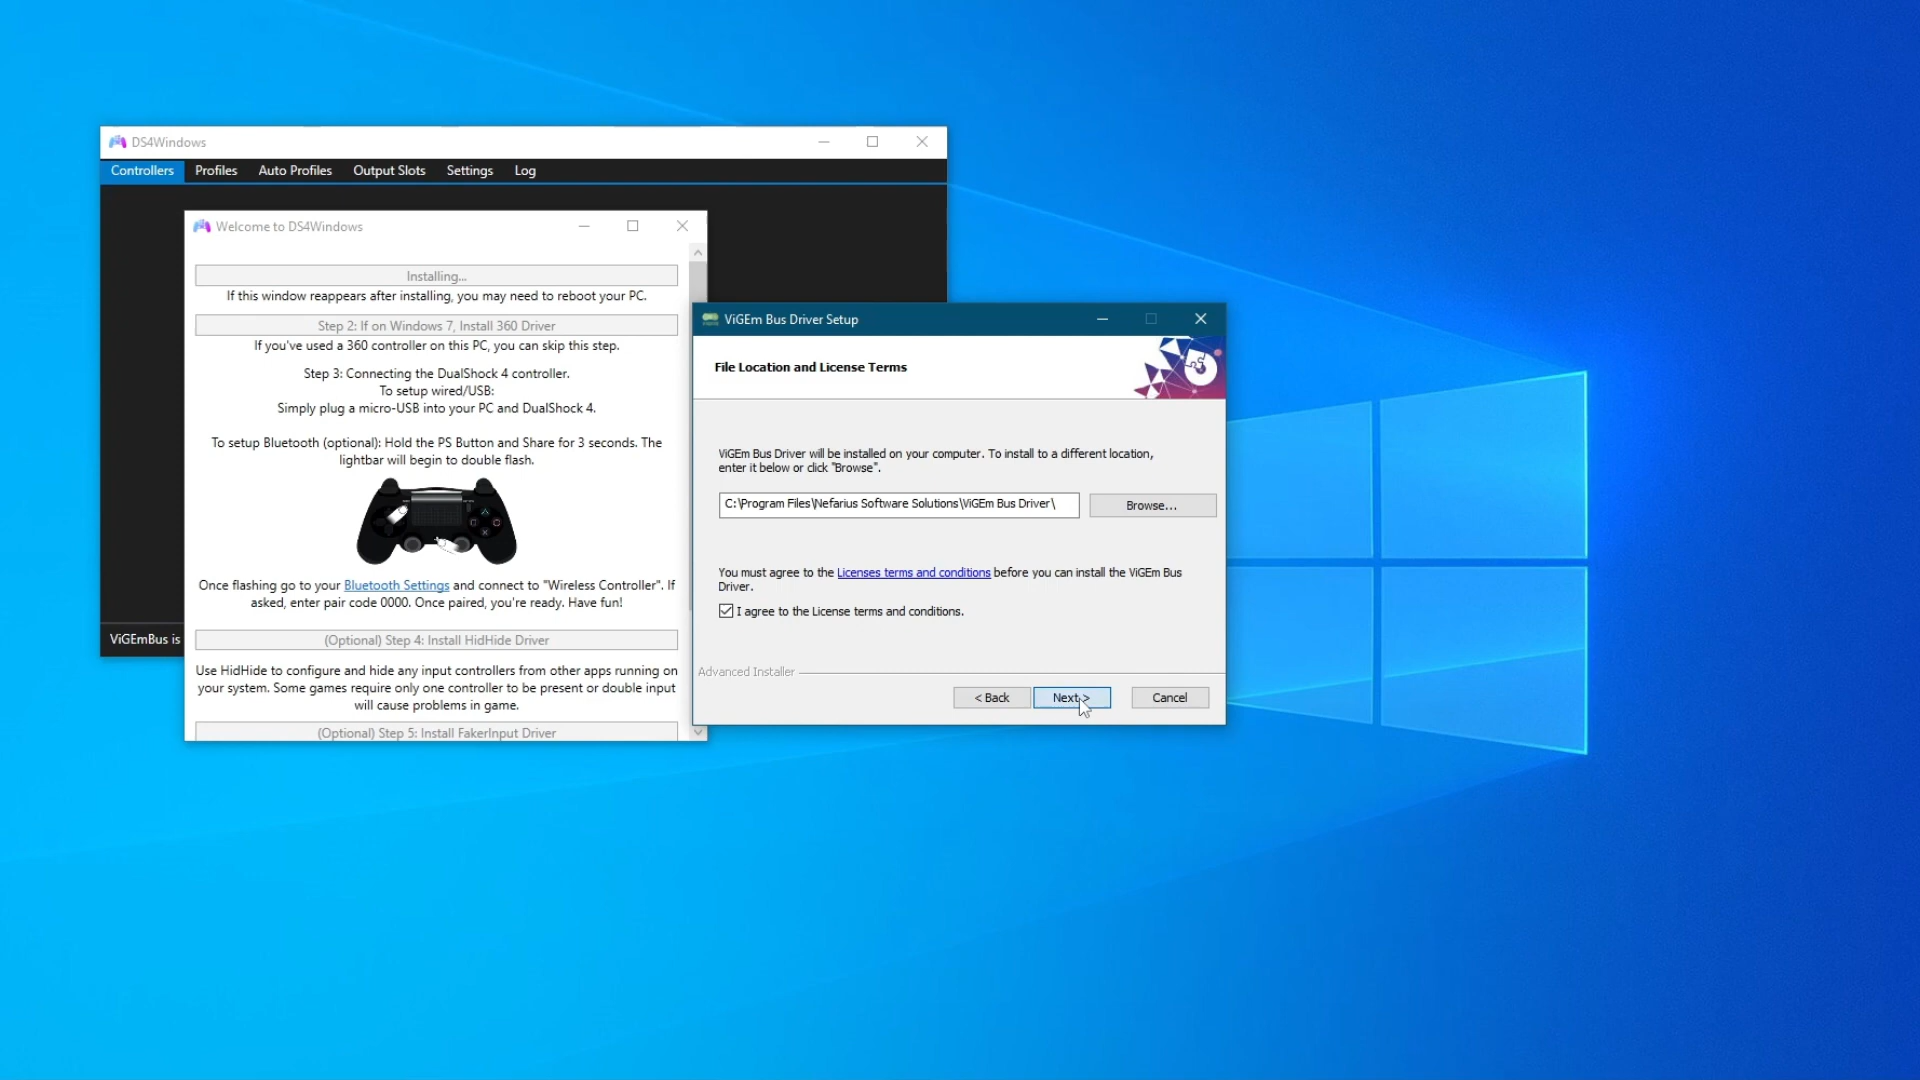 DS4Windows
Controllers Profiles Auto Profiles Output Slots Settings Log
Welcome to DS4Windows
Installing...
If this window reappears after installing, you may need to reboot your PC.
Step 2: If on Windows 7, Install 360 Driver
If you've used a 360 controller on this PC, you can skip this step.
Step 3: Connecting the DualShock 4 controller.
To setup wired/USB:
Simply plug a micro-USB into your PC and DualShock 4.
To setup Bluetooth (optional): Hold the PS Button and Share for 3 seconds. The
lightbar will begin to double flash.
Once flashing go to your Bluetooth Settings and connect to "Wireless Controller". If
asked, enter pair code 0000. Once paired, you're ready. Have fun!
(Optional) Step 4: Install HidHide Driver
Use HidHide to configure and hide any input controllers from other apps running on
your system. Some games require only one controller to be present or double input
will cause problems in game.
(Optional) Step 5: Install FakerInput Driver
ViGEmBus is
ViGEm Bus Driver Setup
File Location and License Terms
ViGEm Bus Driver will be installed on your computer. To install to a different location,
enter it below or click "Browse".
C:\Program Files\Nefarius Software Solutions\ViGEm Bus Driver\
Browse...
You must agree to the Licenses terms and conditions before you can install the ViGEm Bus
Driver.
I agree to the License terms and conditions.
Advanced Installer
< Back Next > Cancel